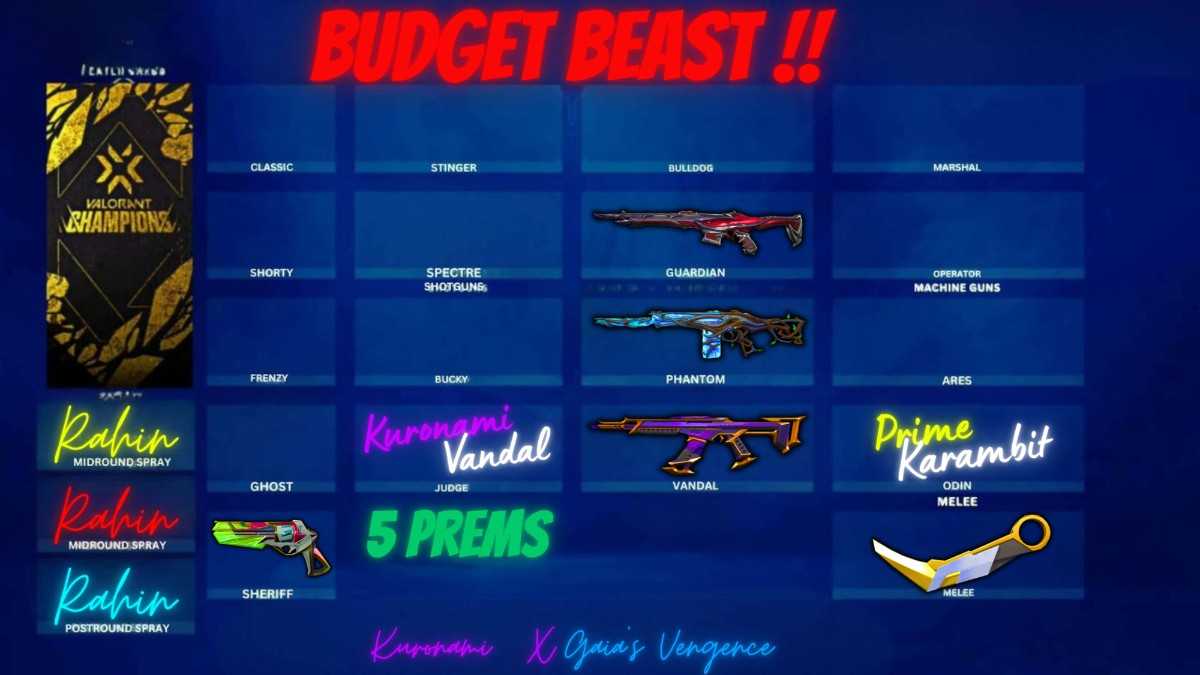 BUDGET BEAST !!
VALORANT
CHAMPIONS
CLASSIC
STINGER
BULLDOG
MARSHAL
SHORTY
SPECTRE
GUARDIAN
OPERATOR
SHOTGUNS
MACHINE GUNS
FRENZY
BUCKY
PHANTOM
ARES
Rahin
MIDROUND SPRAY
GHOST
Kuronami
Vandal
JUDGE
VANDAL
Prime
Karambit
ODIN
MELEE
Rahin
MIDROUND SPRAY
5 PREMS
SHERIFF
MELEE
Rahin
POSTROUND SPRAY
Kuronami X Gaia's Vengence